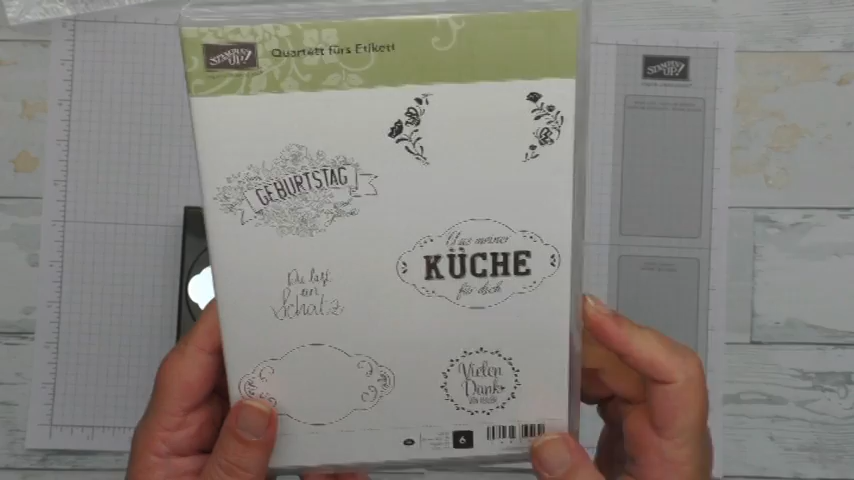 STAMPIN' UP!
Quartett fürs Etikett
STAMPIN' UP!
GEBURTSTAG
Aus meiner
KÜCHE
für dich
Du bist
ein
Schatz
Vielen
Dank
6